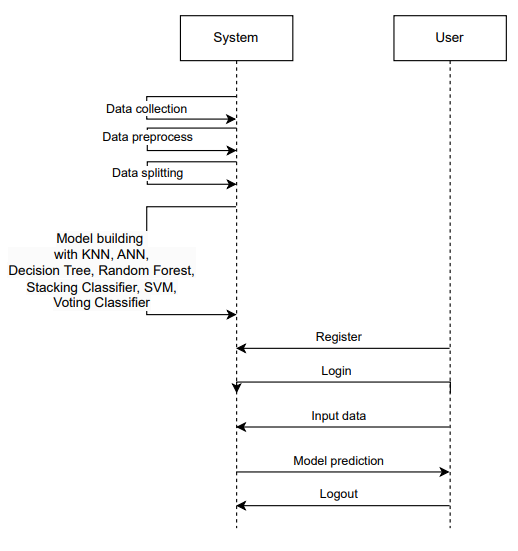 System
User
Data collection
Data preprocess
Data splitting
Model building
with KNN, ANN,
Decision Tree, Random Forest,
Stacking Classifier, SVM,
Voting Classifier
Register
Login
Input data
Model prediction
Logout